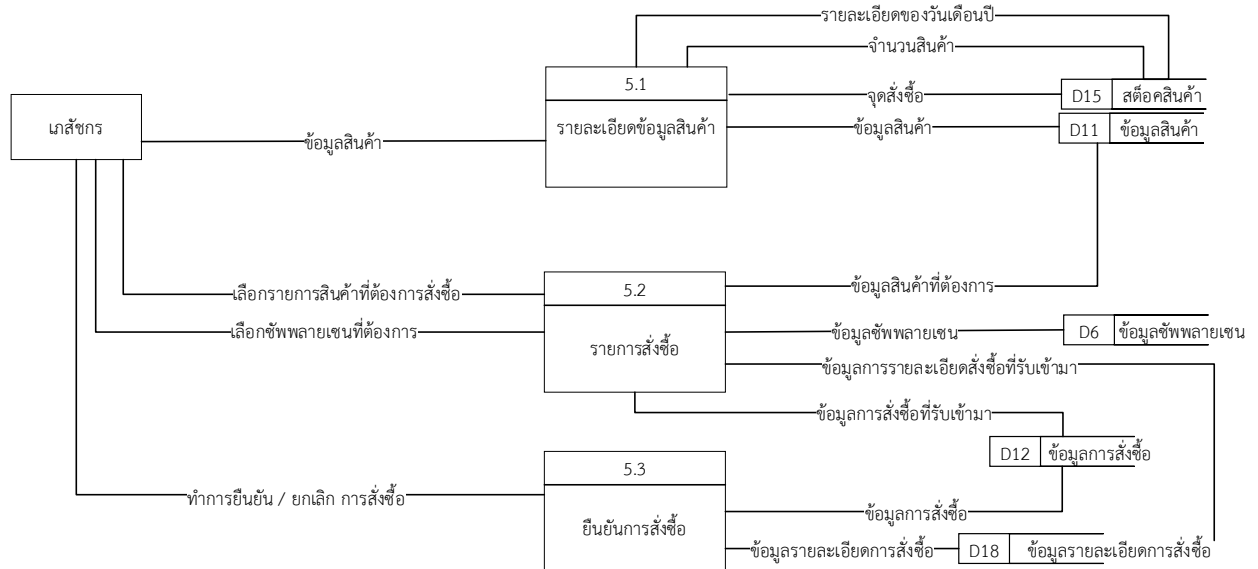 รายละเอียดของวันเดือนปี
จำนวนสินค้า
5.1
จุดสั่งซื้อ
D15 สต็อคสินค้า
เภสัชกร
รายละเอียดข้อมูลสินค้า
ข้อมูลสินค้า
D11 ข้อมูลสินค้า
ข้อมูลสินค้า
เลือกรายการสินค้าที่ต้องการสั่งซื้อ
5.2
ข้อมูลสินค้าที่ต้องการ
เลือกซัพพลายเซนที่ต้องการ
รายการสั่งซื้อ
ข้อมูลซัพพลายเซน
D6 ข้อมูลซัพพลายเซน
ข้อมูลการรายละเอียดสั่งซื้อที่รับเข้ามา
ข้อมูลการสั่งซื้อที่รับเข้ามา
D12 ข้อมูลการสั่งซื้อ
5.3
ทำการยืนยัน / ยกเลิก การสั่งซื้อ
ยืนยันการสั่งซื้อ
ข้อมูลการสั่งซื้อ
ข้อมูลรายละเอียดการสั่งซื้อ
D18 ข้อมูลรายละเอียดการสั่งซื้อ